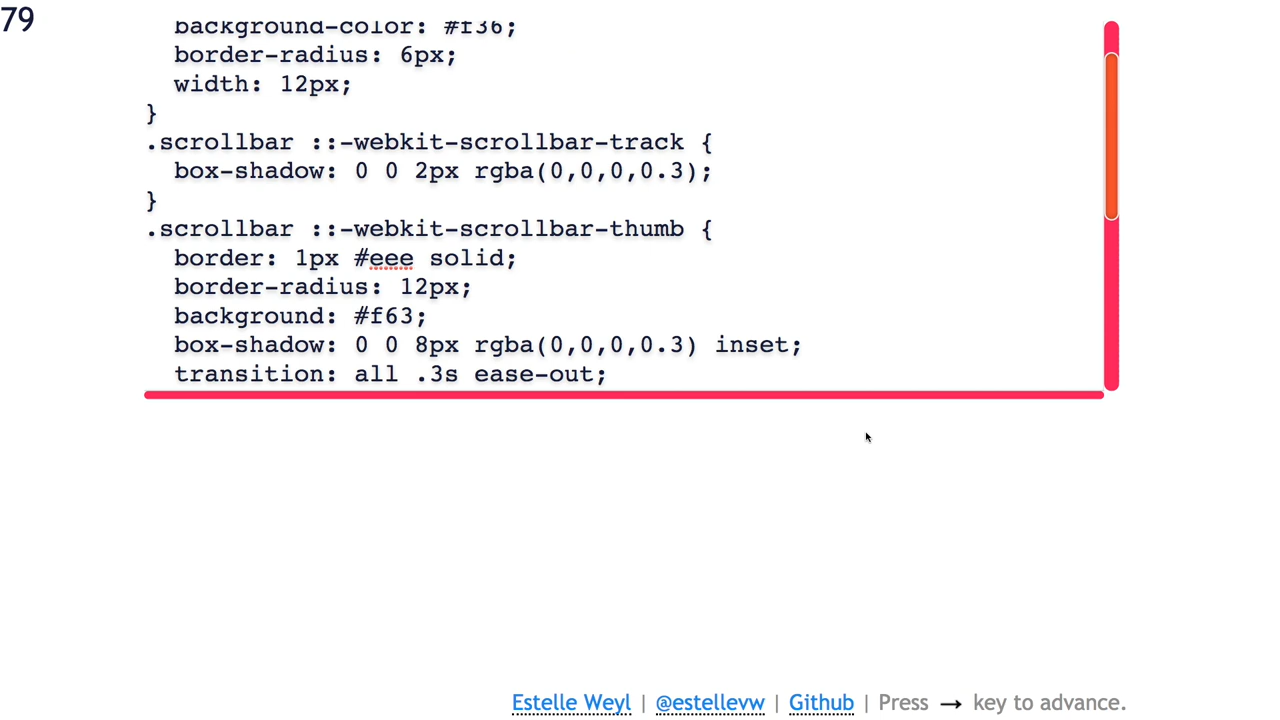 79
background-color: #f36;
border-radius: 6px;
width: 12px;
}
.scrollbar ::-webkit-scrollbar-track {
box-shadow: 0 0 2px rgba(0,0,0,0.3);
}
.scrollbar ::-webkit-scrollbar-thumb {
border: 1px #eee solid;
border-radius: 12px;
background: #f63;
box-shadow: 0 0 8px rgba(0,0,0,0.3) inset;
transition: all .3s ease-out;
Estelle Weyl | @estellevw | Github | Press → key to advance.